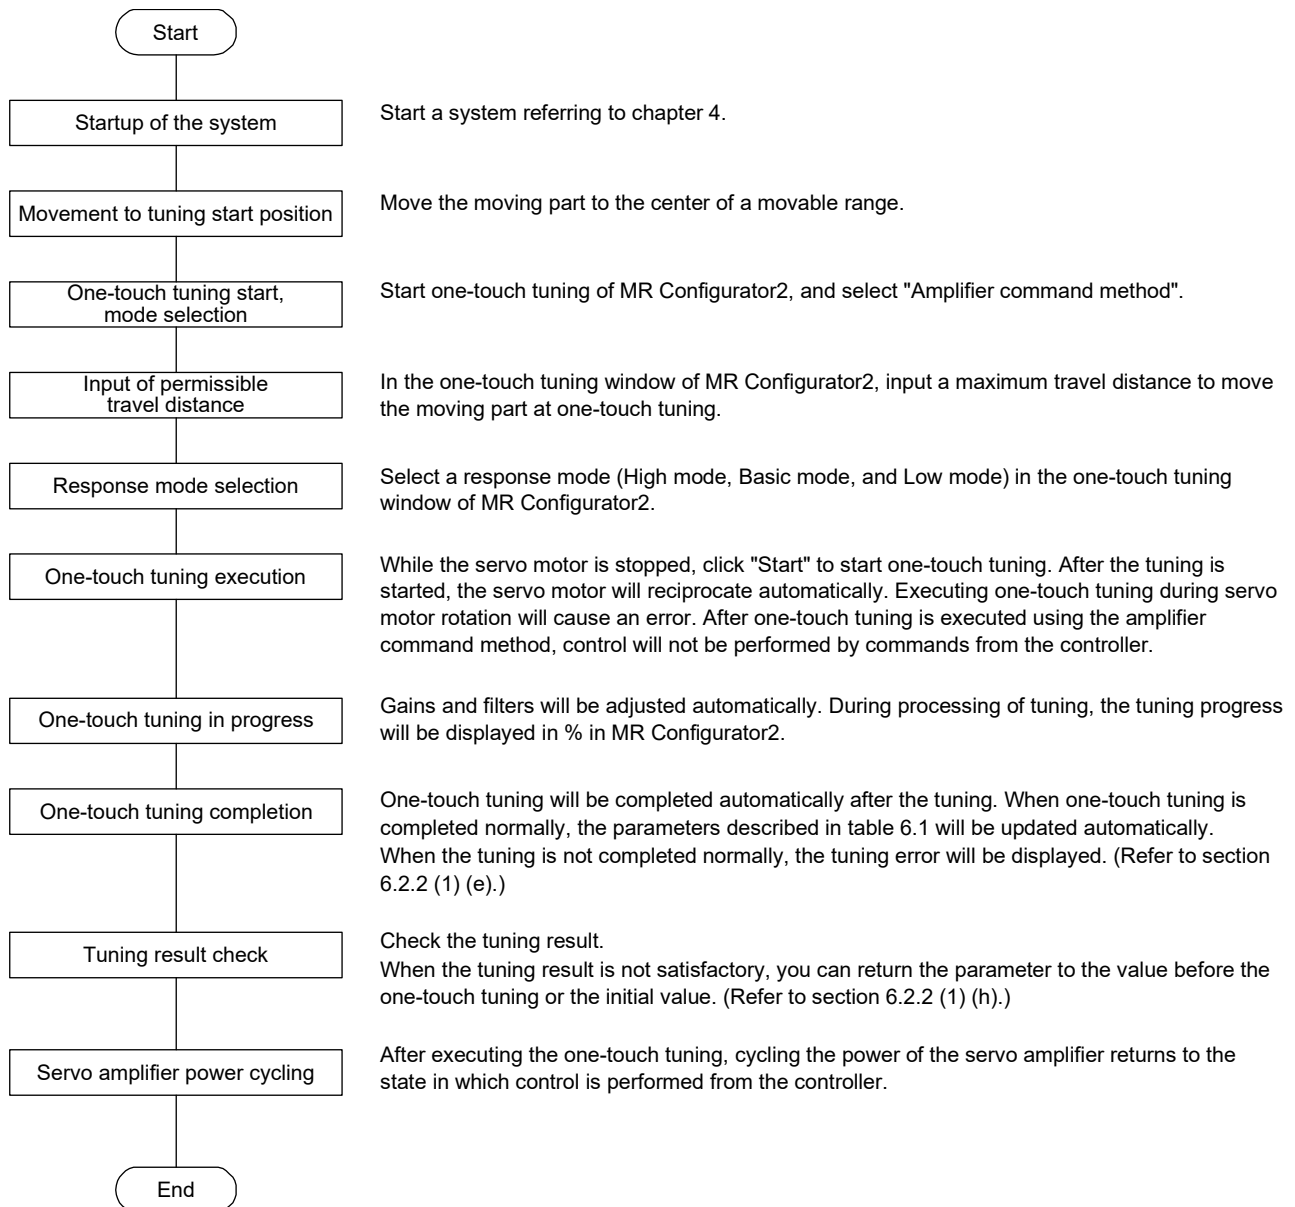 Start
Startup of the system
Start a system referring to chapter 4.
Movement to tuning start position
Move the moving part to the center of a movable range.
One-touch tuning start,
mode selection
Start one-touch tuning of MR Configurator2, and select "Amplifier command method".
Input of permissible
travel distance
In the one-touch tuning window of MR Configurator2, input a maximum travel distance to move
the moving part at one-touch tuning.
Response mode selection
Select a response mode (High mode, Basic mode, and Low mode) in the one-touch tuning
window of MR Configurator2.
One-touch tuning execution
While the servo motor is stopped, click "Start" to start one-touch tuning. After the tuning is
started, the servo motor will reciprocate automatically. Executing one-touch tuning during servo
motor rotation will cause an error. After one-touch tuning is executed using the amplifier
command method, control will not be performed by commands from the controller.
One-touch tuning in progress
Gains and filters will be adjusted automatically. During processing of tuning, the tuning progress
will be displayed in % in MR Configurator2.
One-touch tuning completion
One-touch tuning will be completed automatically after the tuning. When one-touch tuning is
completed normally, the parameters described in table 6.1 will be updated automatically.
When the tuning is not completed normally, the tuning error will be displayed. (Refer to section
6.2.2 (1) (e).)
Tuning result check
Check the tuning result.
When the tuning result is not satisfactory, you can return the parameter to the value before the
one-touch tuning or the initial value. (Refer to section 6.2.2 (1) (h).)
Servo amplifier power cycling
After executing the one-touch tuning, cycling the power of the servo amplifier returns to the
state in which control is performed from the controller.
End